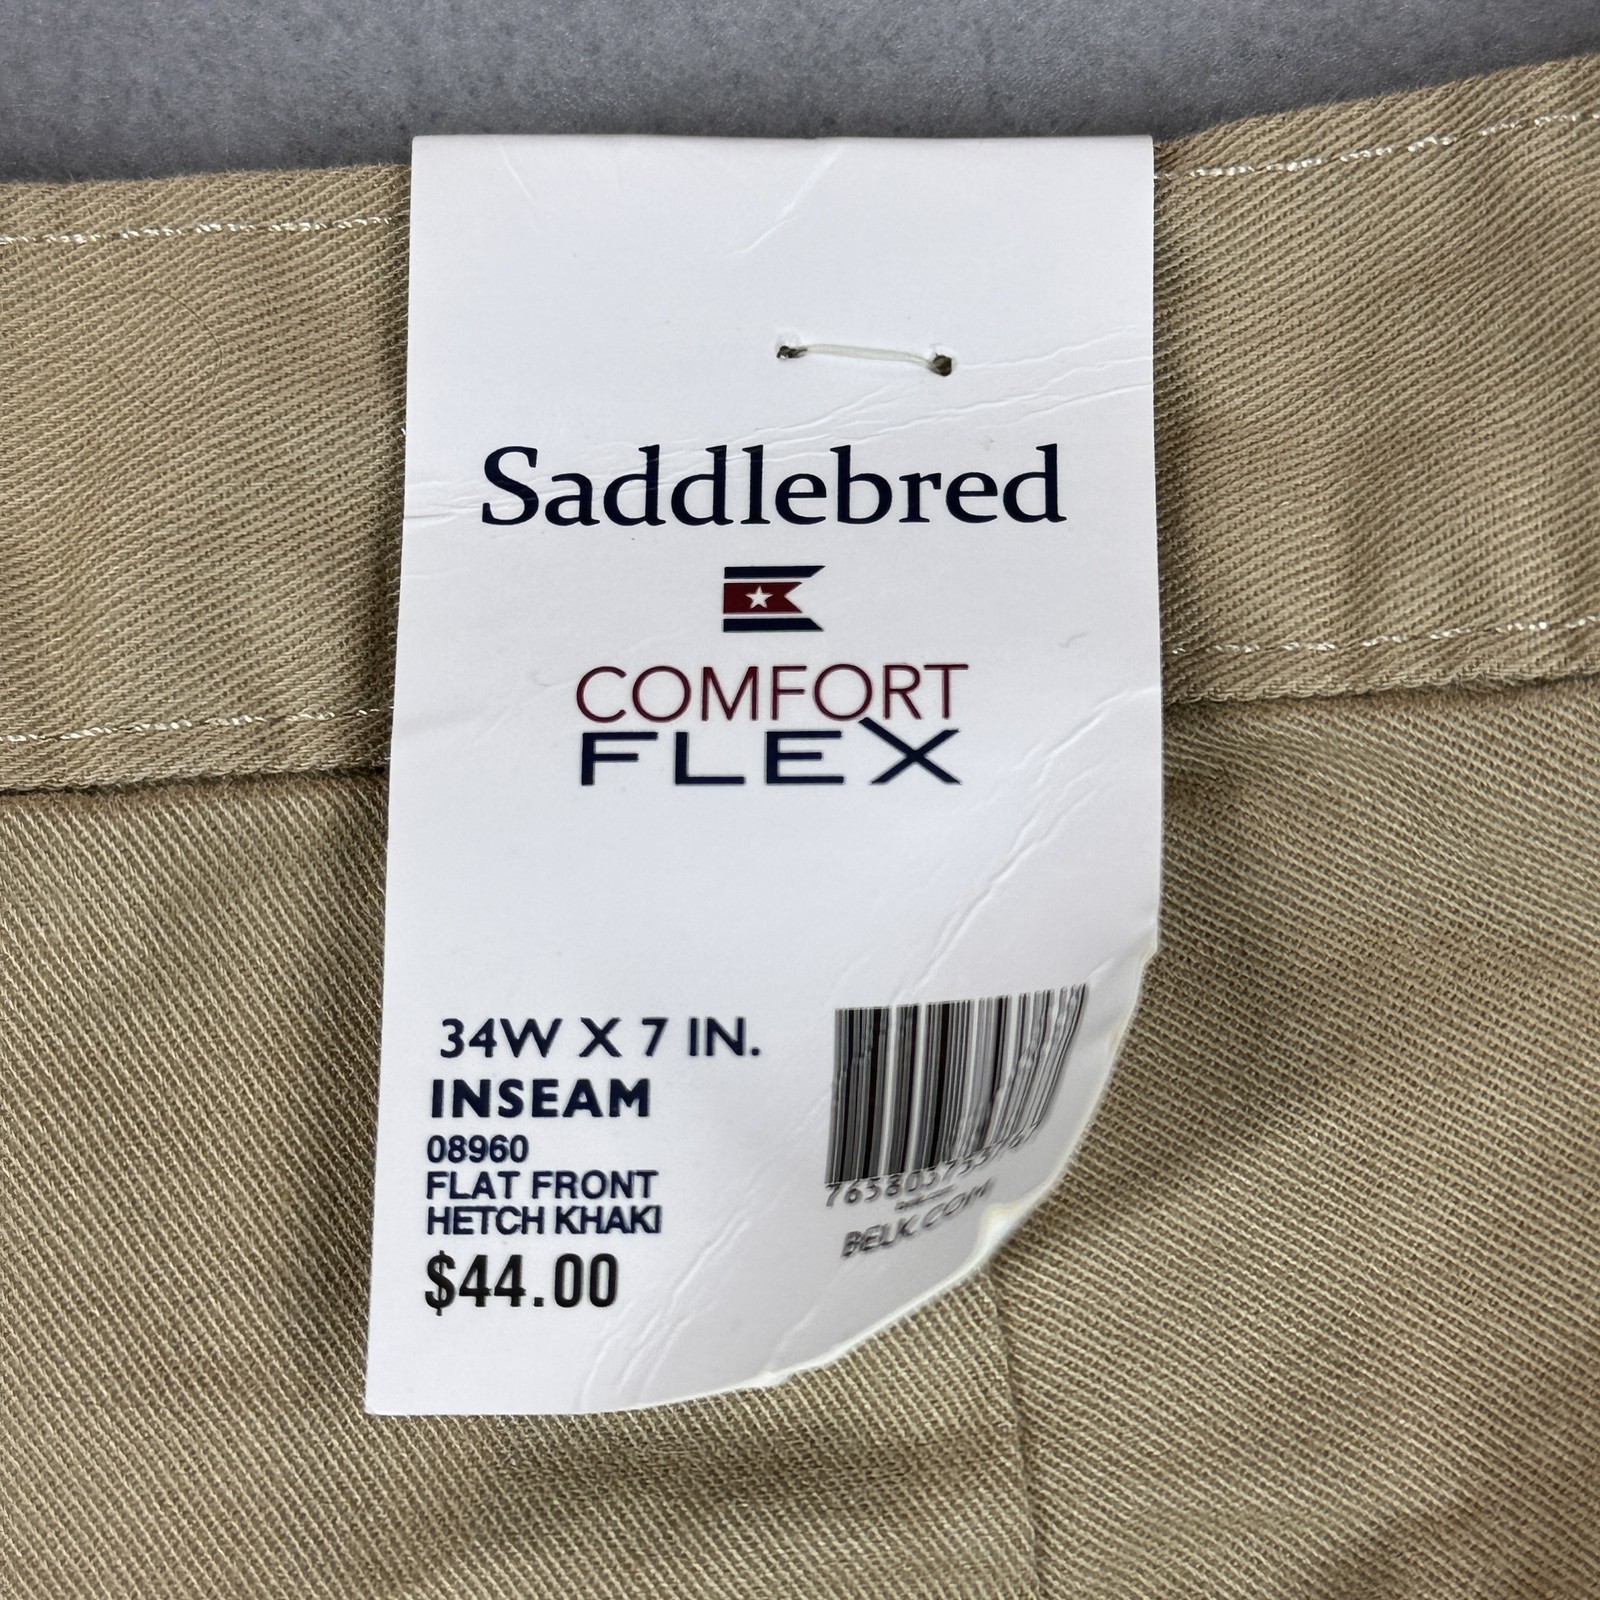 Saddlebred
COMFORT
FLEX
34W X 7 IN.
INSEAM
08960
FLAT FRONT
HETCH KHAKI
$44.00
BELK.COM